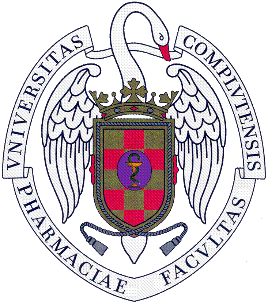 VNIVERSITAS
COMPLVTENSIS
PHARMACIAE
FACVLTAS